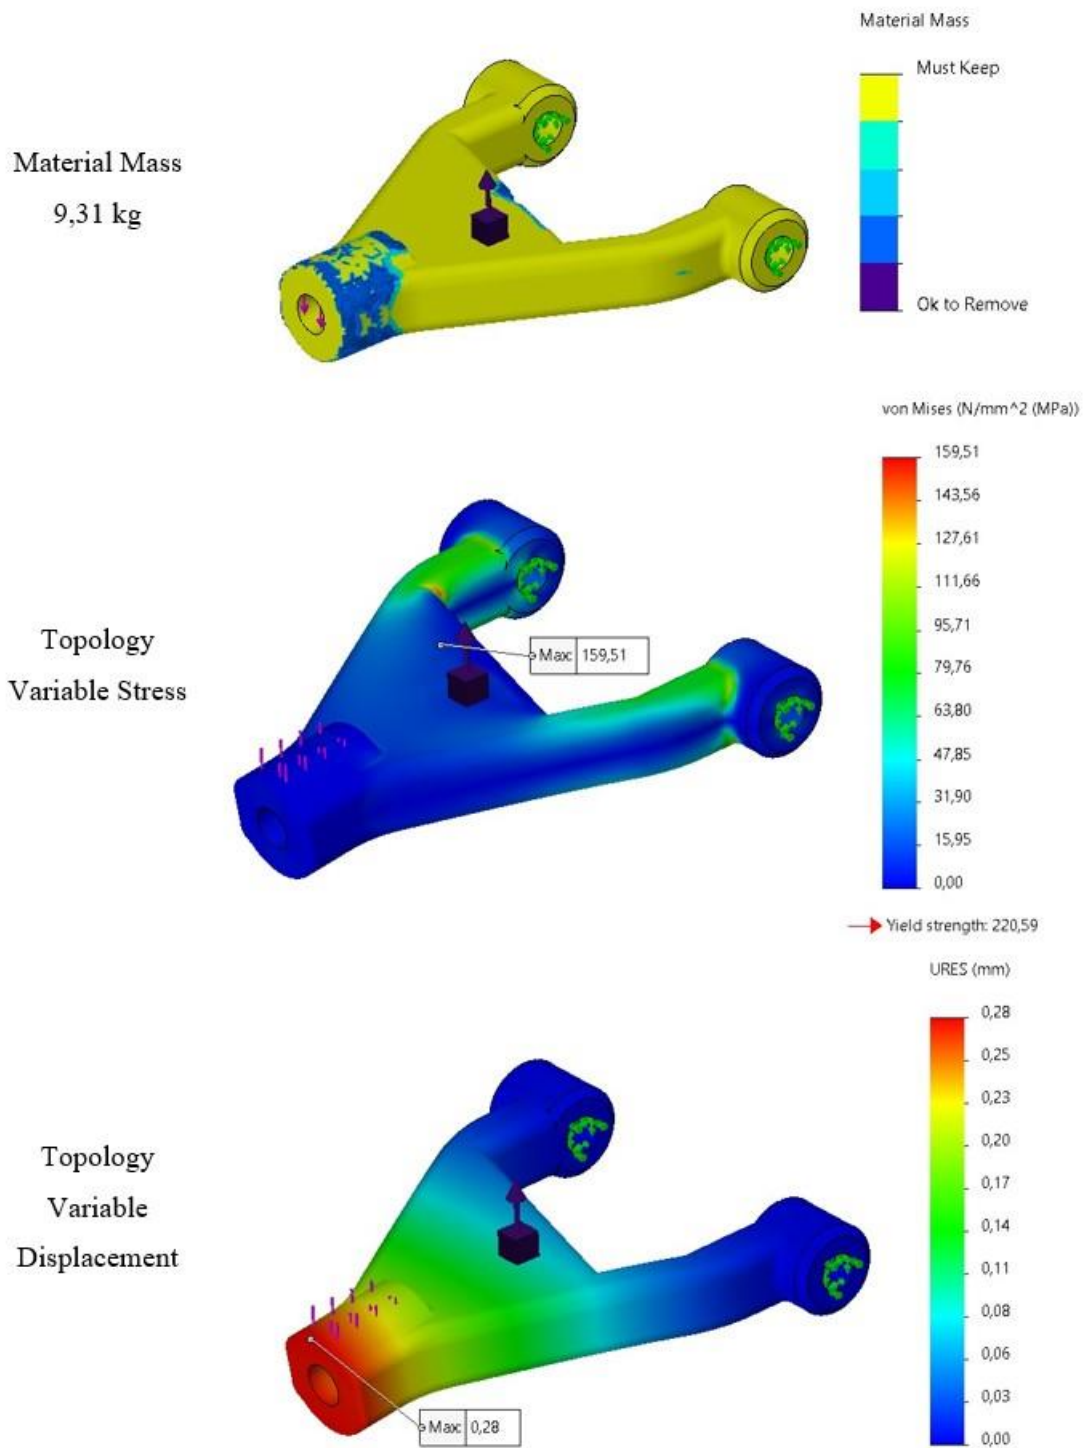 Material Mass
Must Keep
Ok to Remove
Material Mass
9,31 kg
von Mises (N/mm^2 (MPa))
159,51
143,56
127,61
111,66
95,71
79,76
63,80
47,85
31,90
15,95
0,00
Yield strength: 220,59
Max: 159,51
Topology
Variable Stress
URES (mm)
0,28
0,25
0,23
0,20
0,17
0,14
0,11
0,08
0,06
0,03
0,00
Topology
Variable
Displacement
Max: 0,28